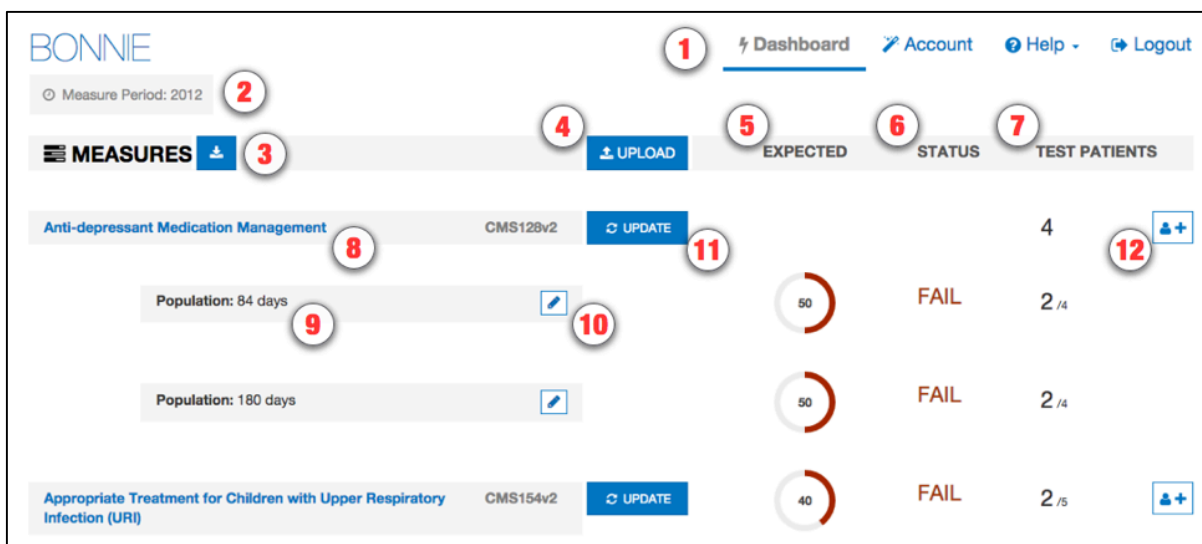 BONNIE
1 Dashboard Account Help Logout
Measure Period: 2012 2
MEASURES 3 4 UPLOAD 5 EXPECTED 6 STATUS 7 TEST PATIENTS
Anti-depressant Medication Management 8 CMS128v2 UPDATE 11 4 12
Population: 84 days 9 10 50 FAIL 2 /4
Population: 180 days 50 FAIL 2 /4
Appropriate Treatment for Children with Upper Respiratory CMS154v2 UPDATE 40 FAIL 2 /5
Infection (URI)